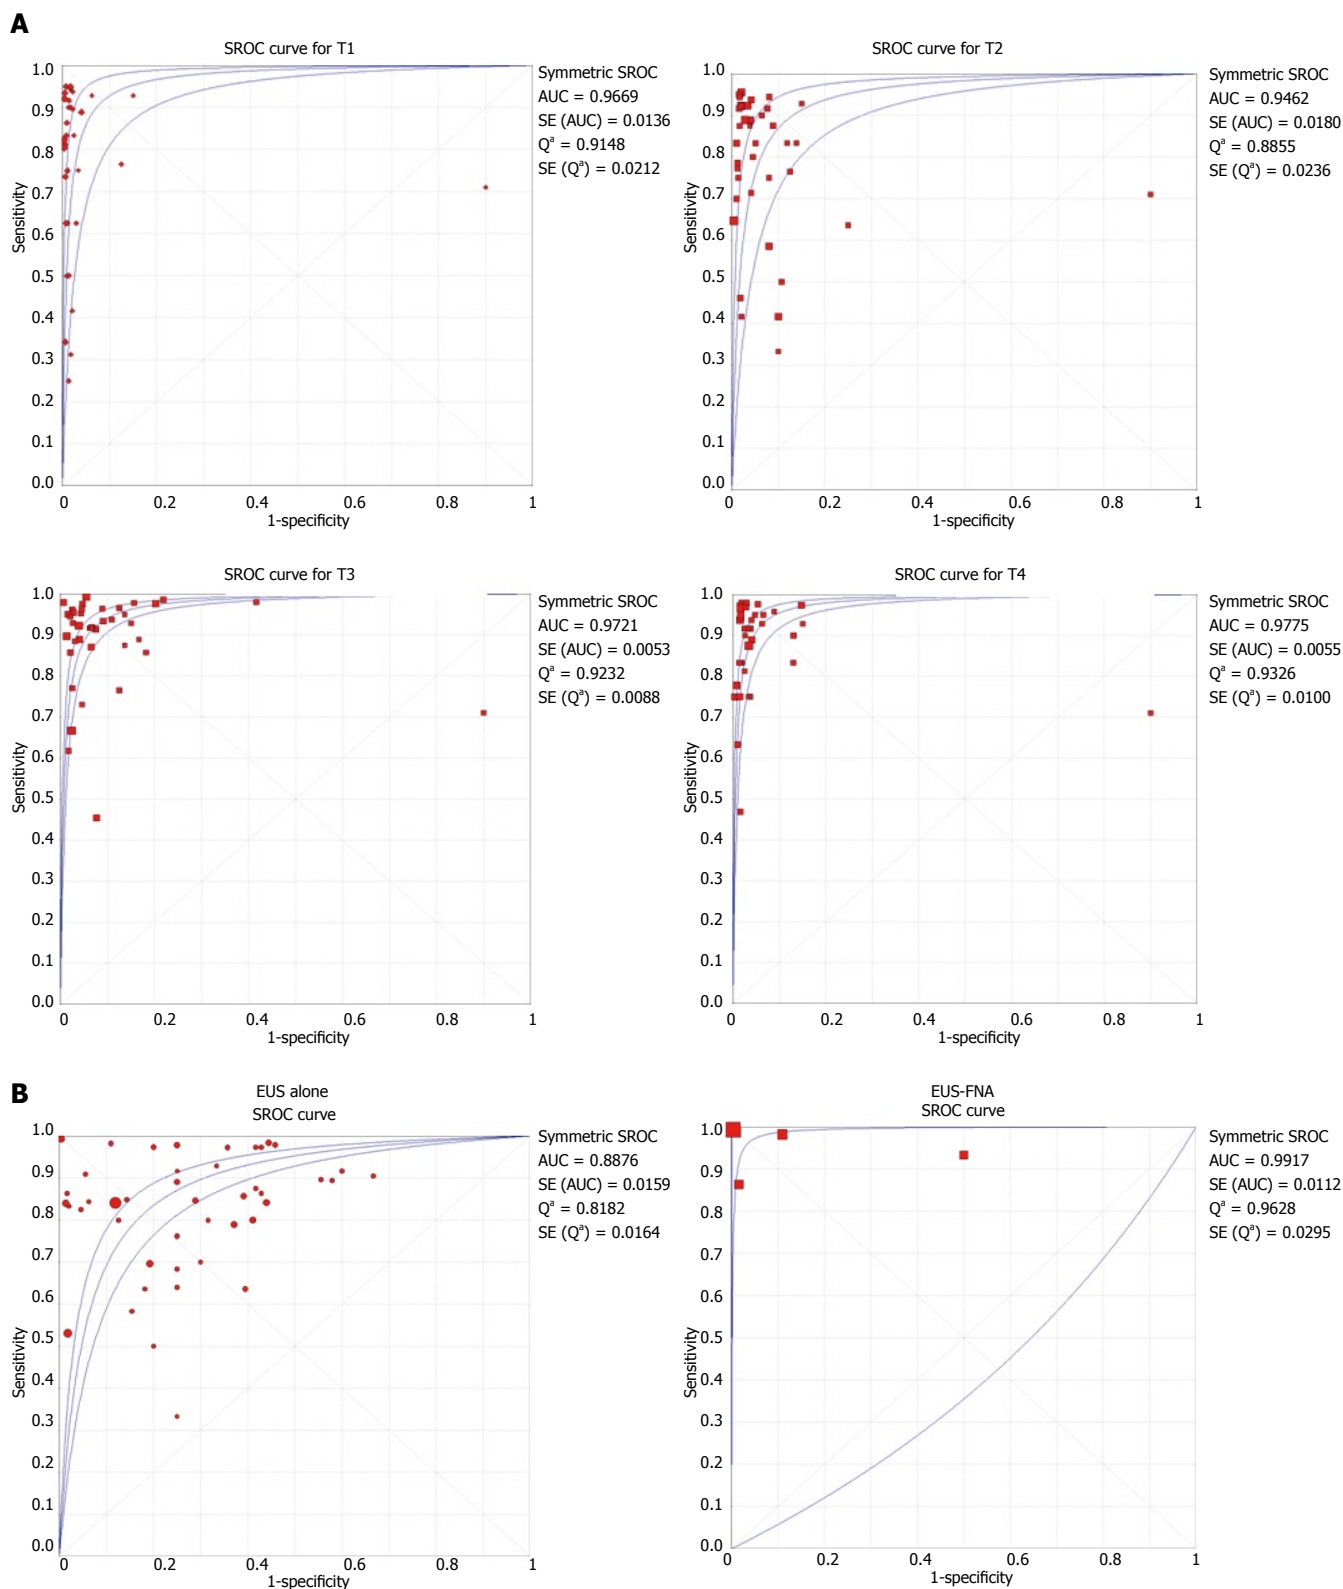 A
SROC curve for T1
1.0
0.9
0.8
0.7
0.6
0.5
0.4
0.3
0.2
0.1
0.0
Sensitivity
0 0.2 0.4 0.6 0.8 1
1-specificity
Symmetric SROC
AUC = 0.9669
SE (AUC) = 0.0136
Qᵃ = 0.9148
SE (Qᵃ) = 0.0212
SROC curve for T2
1.0
0.9
0.8
0.7
0.6
0.5
0.4
0.3
0.2
0.1
0.0
Sensitivity
0 0.2 0.4 0.6 0.8 1
1-specificity
Symmetric SROC
AUC = 0.9462
SE (AUC) = 0.0180
Qᵃ = 0.8855
SE (Qᵃ) = 0.0236
SROC curve for T3
1.0
0.9
0.8
0.7
0.6
0.5
0.4
0.3
0.2
0.1
0.0
Sensitivity
0 0.2 0.4 0.6 0.8 1
1-specificity
Symmetric SROC
AUC = 0.9721
SE (AUC) = 0.0053
Qᵃ = 0.9232
SE (Qᵃ) = 0.0088
SROC curve for T4
1.0
0.9
0.8
0.7
0.6
0.5
0.4
0.3
0.2
0.1
0.0
Sensitivity
0 0.2 0.4 0.6 0.8 1
1-specificity
Symmetric SROC
AUC = 0.9775
SE (AUC) = 0.0055
Qᵃ = 0.9326
SE (Qᵃ) = 0.0100
B
EUS alone
SROC curve
1.0
0.9
0.8
0.7
0.6
0.5
0.4
0.3
0.2
0.1
0.0
Sensitivity
0 0.2 0.4 0.6 0.8 1
1-specificity
Symmetric SROC
AUC = 0.8876
SE (AUC) = 0.0159
Qᵃ = 0.8182
SE (Qᵃ) = 0.0164
EUS-FNA
SROC curve
1.0
0.9
0.8
0.7
0.6
0.5
0.4
0.3
0.2
0.1
0.0
Sensitivity
0 0.2 0.4 0.6 0.8 1
1-specificity
Symmetric SROC
AUC = 0.9917
SE (AUC) = 0.0112
Qᵃ = 0.9628
SE (Qᵃ) = 0.0295